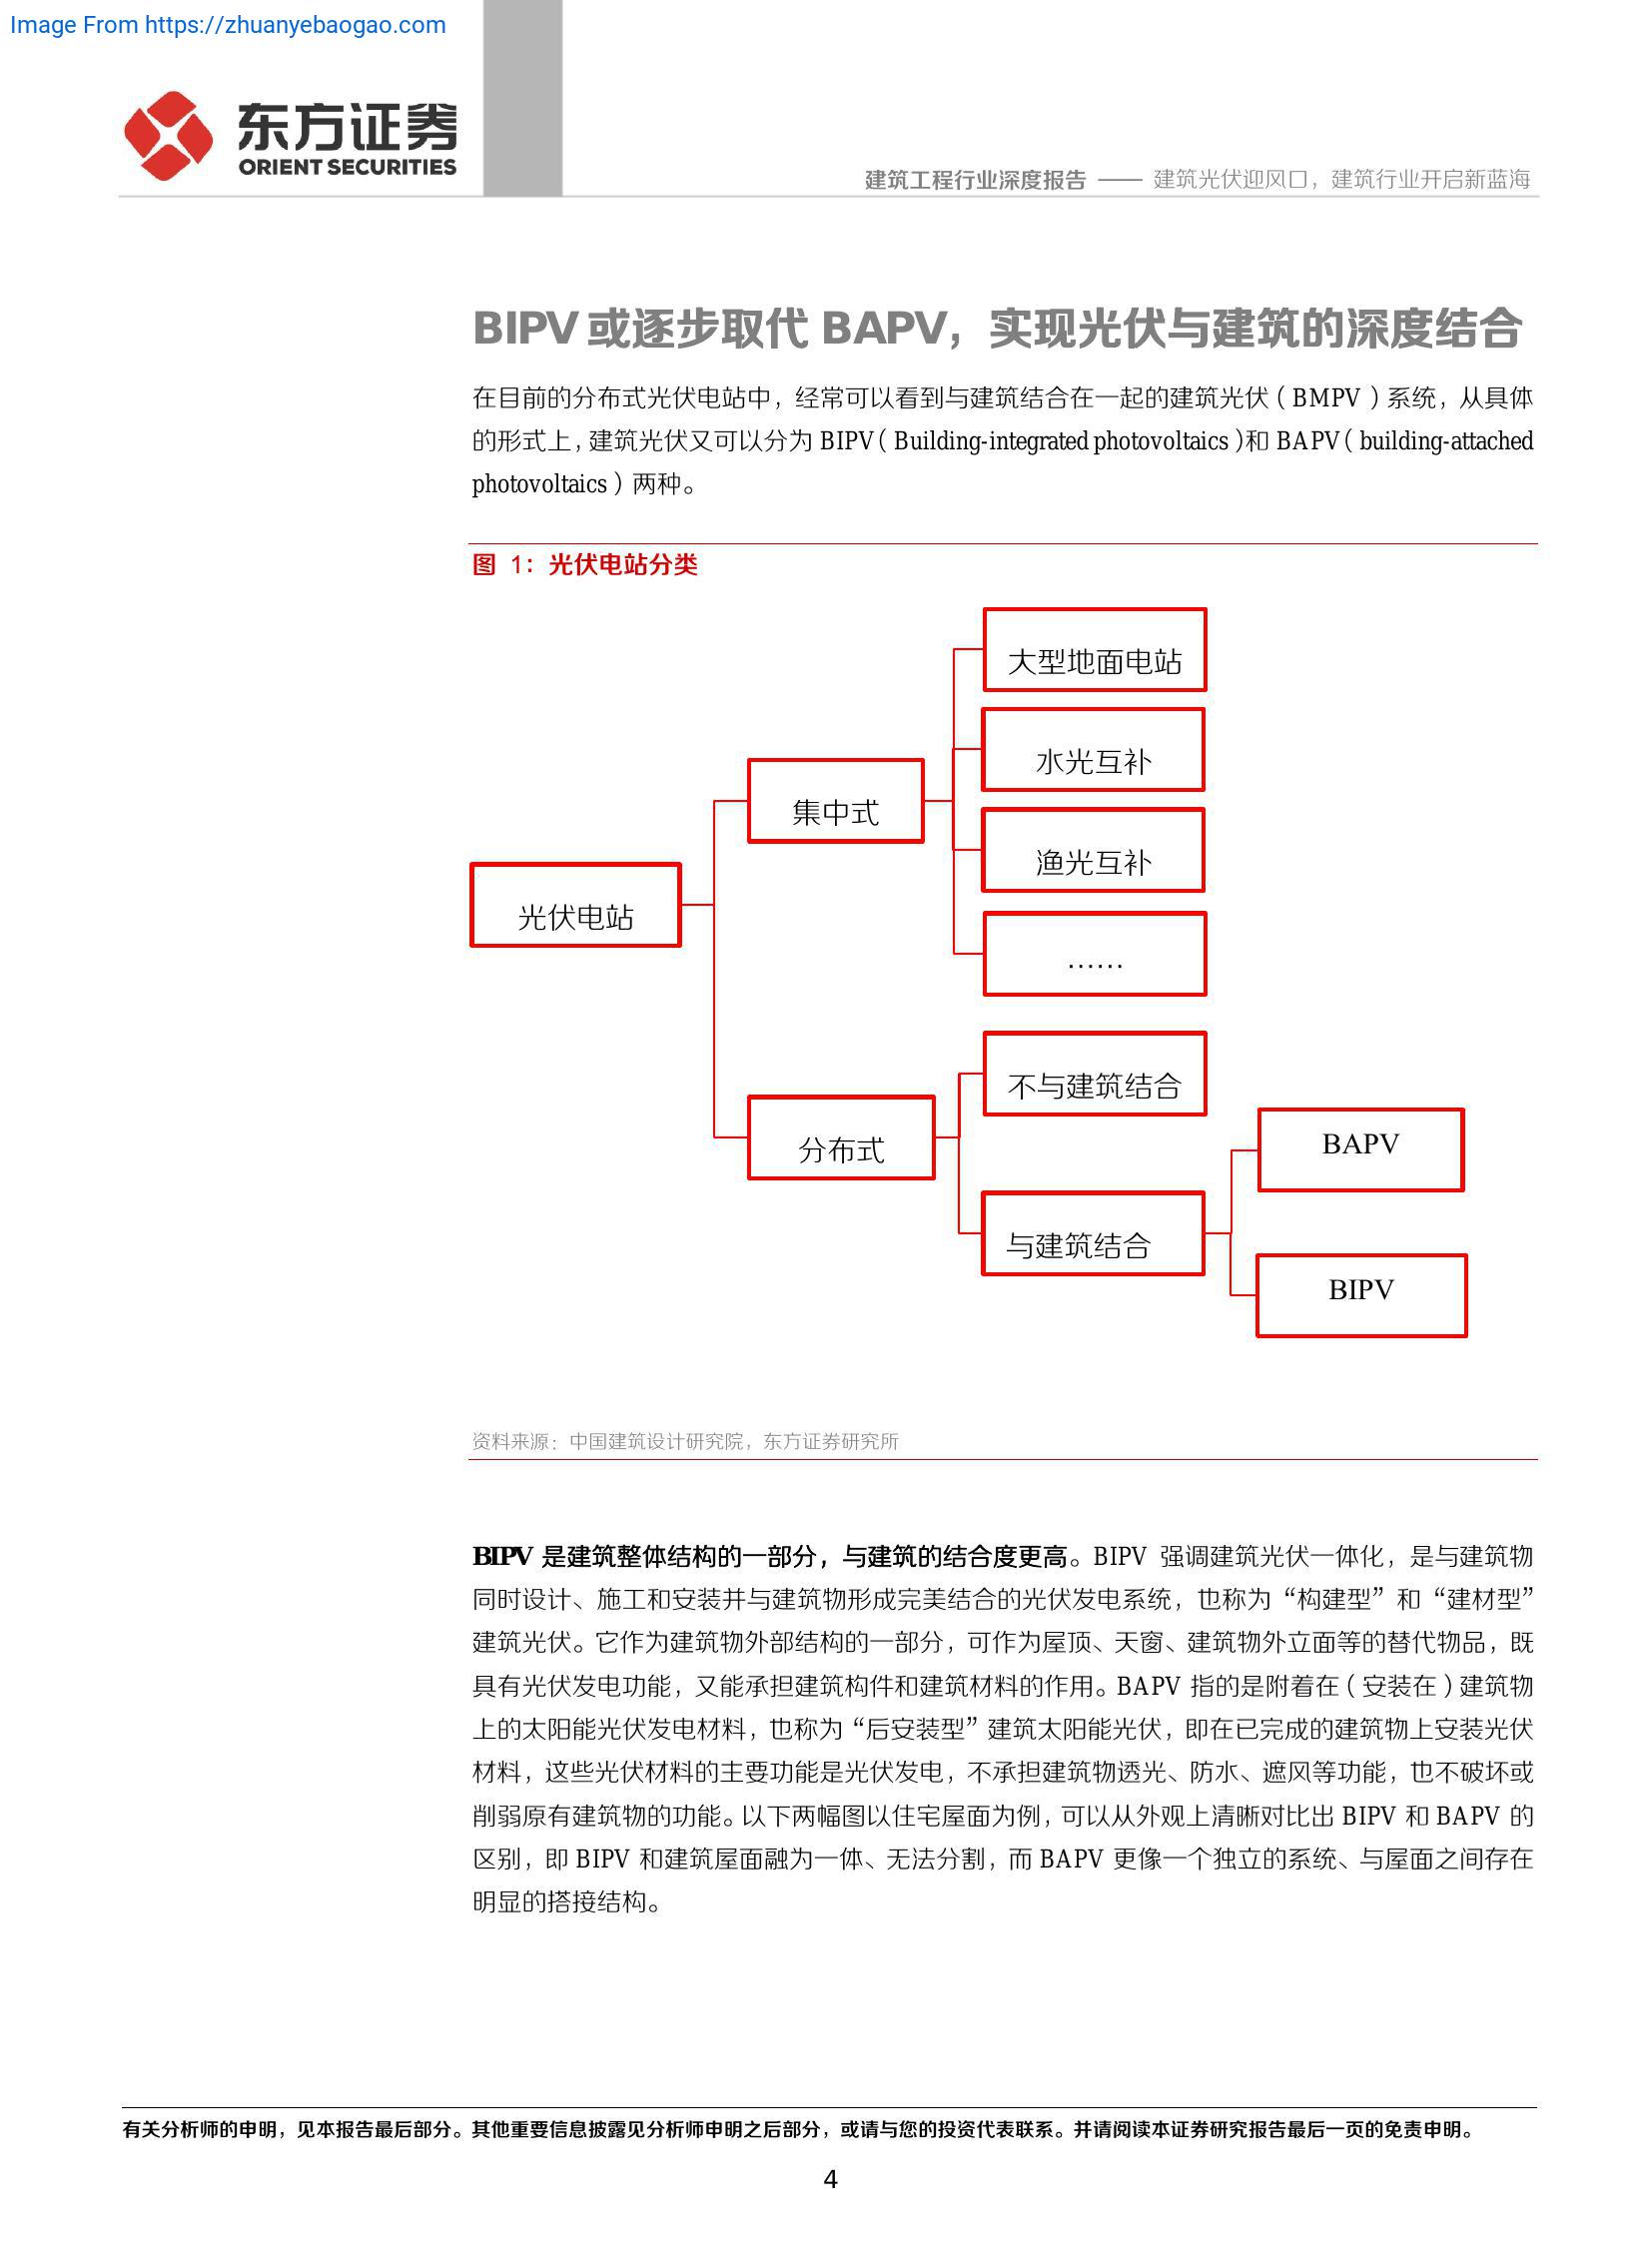 Image From https://zhuanyebaogao.com
东方证券
ORIENT SECURITIES
建筑工程行业深度报告 —— 建筑光伏迎风口，建筑行业开启新蓝海
BIPV 或逐步取代 BAPV，实现光伏与建筑的深度结合
在目前的分布式光伏电站中，经常可以看到与建筑结合在一起的建筑光伏（BMPV）系统，从具体
的形式上，建筑光伏又可以分为 BIPV（Building-integrated photovoltaics）和 BAPV（building-attached
photovoltaics）两种。
图 1：光伏电站分类
大型地面电站
水光互补
集中式
渔光互补
光伏电站
……
不与建筑结合
BAPV
分布式
与建筑结合
BIPV
资料来源：中国建筑设计研究院，东方证券研究所
BIPV 是建筑整体结构的一部分，与建筑的结合度更高。BIPV 强调建筑光伏一体化，是与建筑物
同时设计、施工和安装并与建筑物形成完美结合的光伏发电系统，也称为“构建型”和“建材型”
建筑光伏。它作为建筑物外部结构的一部分，可作为屋顶、天窗、建筑物外立面等的替代物品，既
具有光伏发电功能，又能承担建筑构件和建筑材料的作用。BAPV 指的是附着在（安装在）建筑物
上的太阳能光伏发电材料，也称为“后安装型”建筑太阳能光伏，即在已完成的建筑物上安装光伏
材料，这些光伏材料的主要功能是光伏发电，不承担建筑物透光、防水、遮风等功能，也不破坏或
削弱原有建筑物的功能。以下两幅图以住宅屋面为例，可以从外观上清晰对比出 BIPV 和 BAPV 的
区别，即 BIPV 和建筑屋面融为一体、无法分割，而 BAPV 更像一个独立的系统、与屋面之间存在
明显的搭接结构。
有关分析师的申明，见本报告最后部分。其他重要信息披露见分析师申明之后部分，或请与您的投资代表联系。并请阅读本证券研究报告最后一页的免责申明。
4